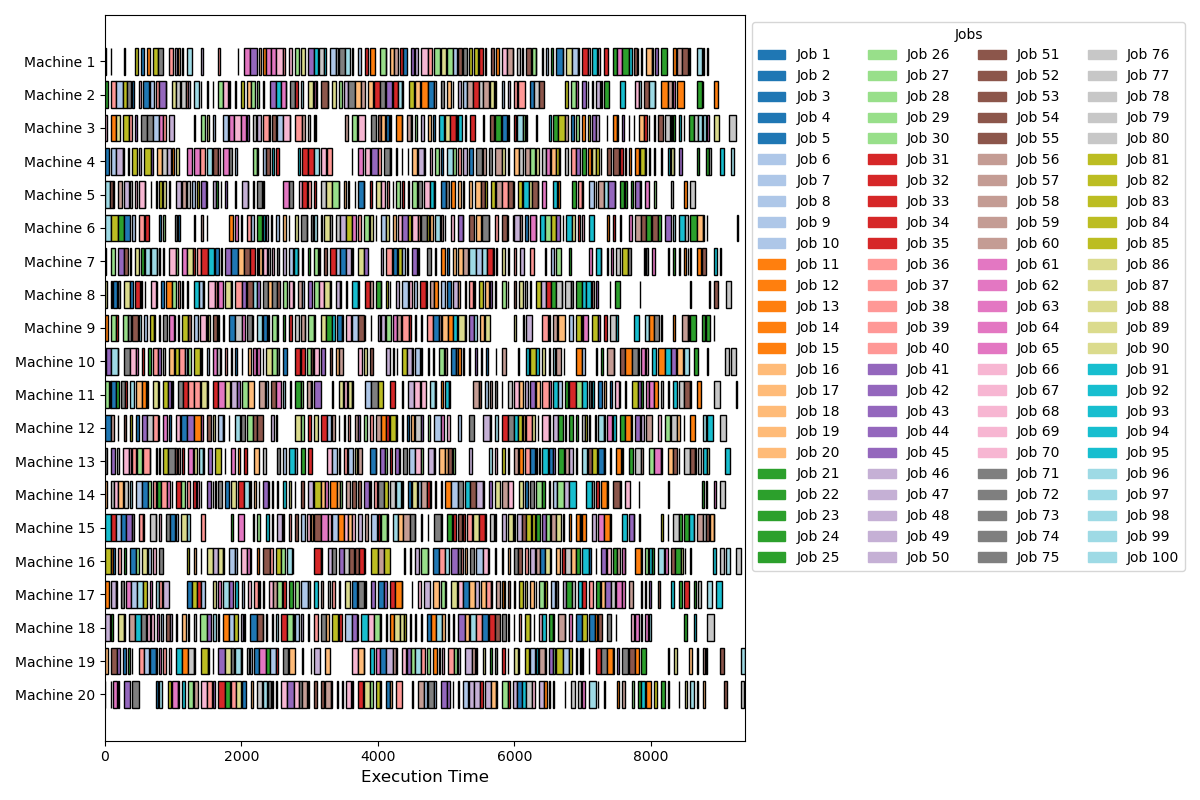 Jobs
Job 1 Job 26 Job 51 Job 76
Job 2 Job 27 Job 52 Job 77
Job 3 Job 28 Job 53 Job 78
Job 4 Job 29 Job 54 Job 79
Job 5 Job 30 Job 55 Job 80
Job 6 Job 31 Job 56 Job 81
Job 7 Job 32 Job 57 Job 82
Job 8 Job 33 Job 58 Job 83
Job 9 Job 34 Job 59 Job 84
Job 10 Job 35 Job 60 Job 85
Job 11 Job 36 Job 61 Job 86
Job 12 Job 37 Job 62 Job 87
Job 13 Job 38 Job 63 Job 88
Job 14 Job 39 Job 64 Job 89
Job 15 Job 40 Job 65 Job 90
Job 16 Job 41 Job 66 Job 91
Job 17 Job 42 Job 67 Job 92
Job 18 Job 43 Job 68 Job 93
Job 19 Job 44 Job 69 Job 94
Job 20 Job 45 Job 70 Job 95
Job 21 Job 46 Job 71 Job 96
Job 22 Job 47 Job 72 Job 97
Job 23 Job 48 Job 73 Job 98
Job 24 Job 49 Job 74 Job 99
Job 25 Job 50 Job 75 Job 100
Machine 1
Machine 2
Machine 3
Machine 4
Machine 5
Machine 6
Machine 7
Machine 8
Machine 9
Machine 10
Machine 11
Machine 12
Machine 13
Machine 14
Machine 15
Machine 16
Machine 17
Machine 18
Machine 19
Machine 20
0 2000 4000 6000 8000
Execution Time